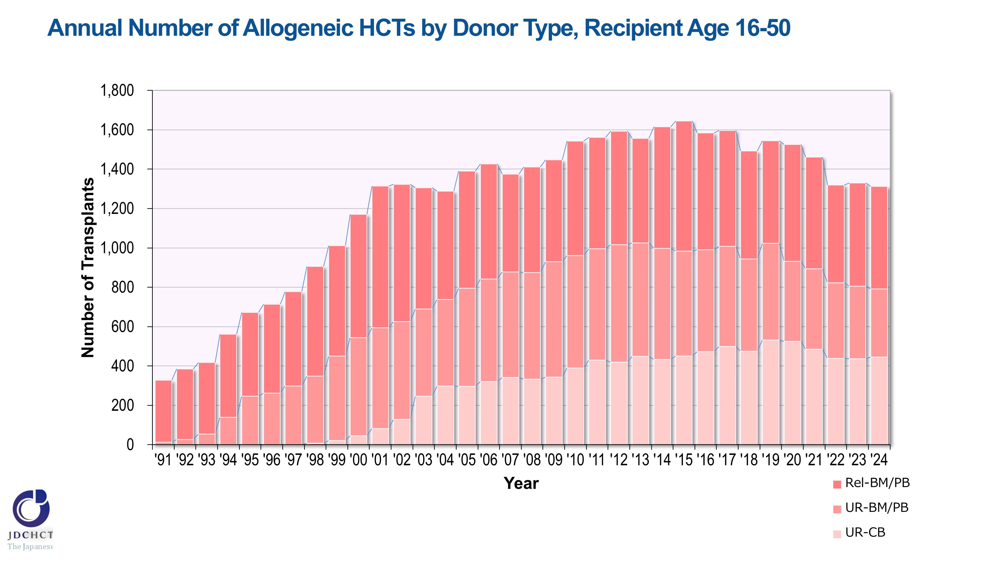 Annual Number of Allogeneic HCTs by Donor Type, Recipient Age 16-50
1,800
1,600
1,400
1,200
1,000
800
600
400
200
0
Number of Transplants
'91 '92 '93 '94 '95 '96 '97 '98 '99 '00 '01 '02 '03 '04 '05 '06 '07 '08 '09 '10 '11 '12 '13 '14 '15 '16 '17 '18 '19 '20 '21 '22 '23 '24
Year
Rel-BM/PB
UR-BM/PB
UR-CB
JDCHCT
The Japanese